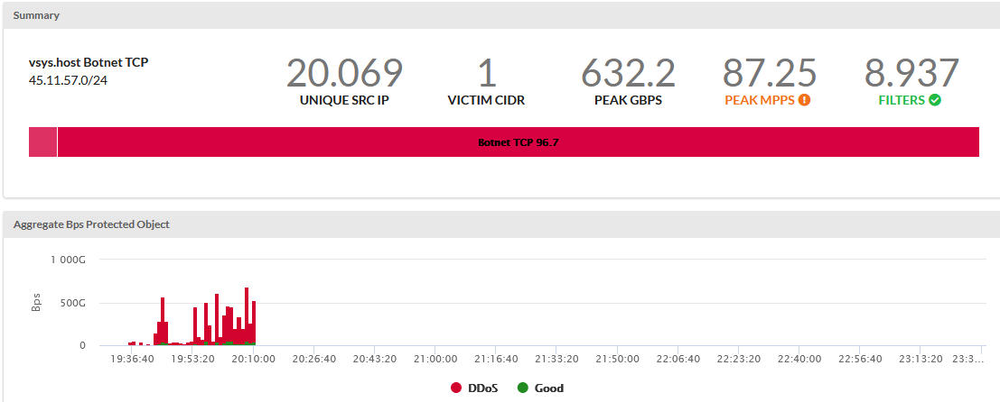 Summary
vsys.host Botnet TCP
45.11.57.0/24
20.069
UNIQUE SRC IP
1
VICTIM CIDR
632.2
PEAK GBPS
87.25
PEAK MPPS
8.937
FILTERS
Botnet TCP 96.7
Aggregate Bps Protected Object
1 000G
500G
0
Bps
19:36:40 19:53:20 20:10:00 20:26:40 20:43:20 21:00:00 21:16:40 21:33:20 21:50:00 22:06:40 22:23:20 22:40:00 22:56:40 23:13:20 23:3...
DDoS Good